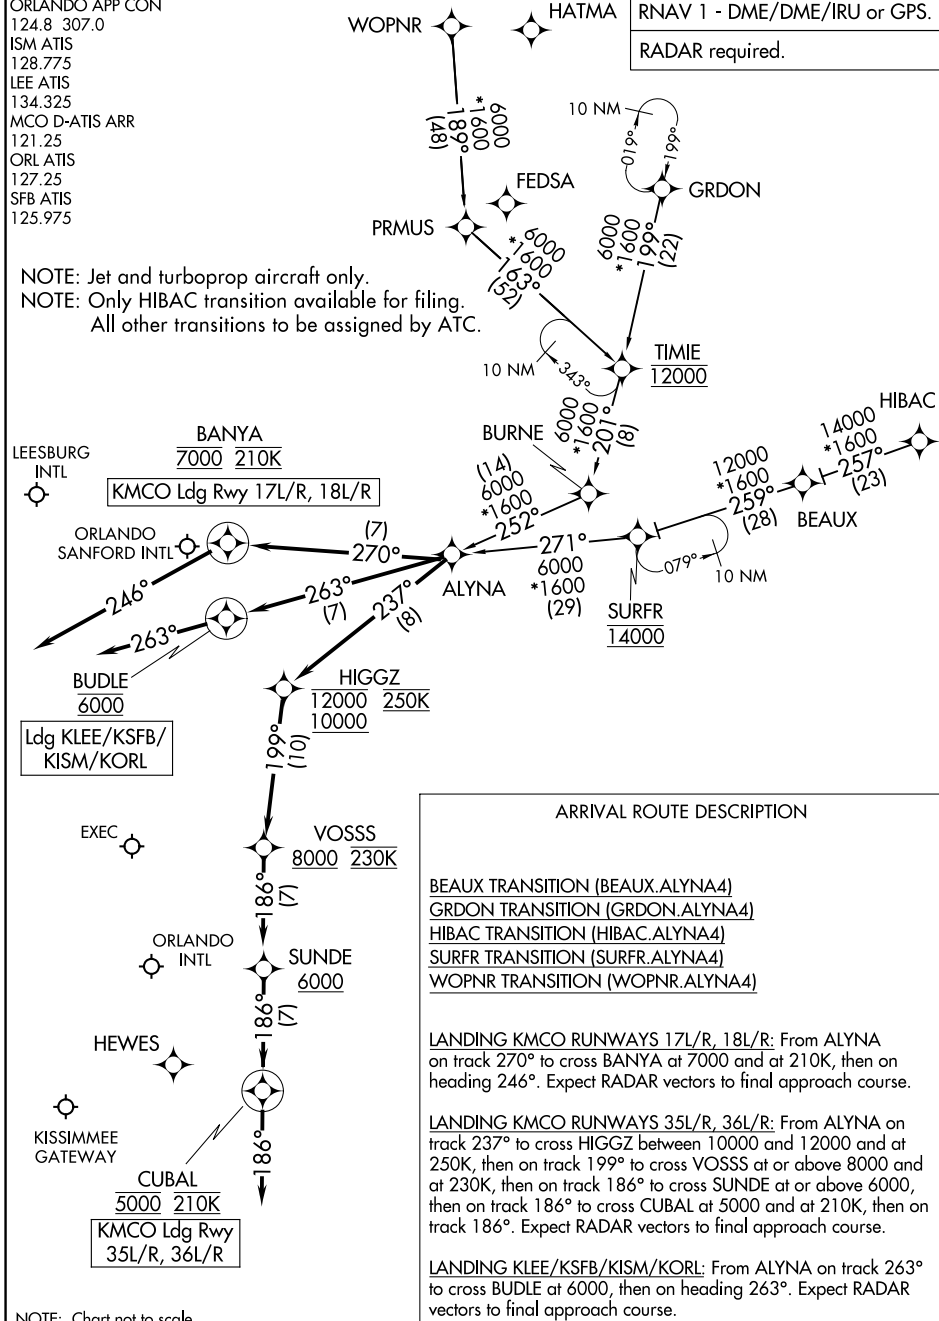 ORLANDO APP CON
124.8 307.0
ISM ATIS
128.775
LEE ATIS
134.325
MCO D-ATIS ARR
121.25
ORL ATIS
127.25
SFB ATIS
125.975
WOPNR
HATMA
RNAV 1 - DME/DME/IRU or GPS.
RADAR required.
6000
*1600
189°
(48)
10 NM
019°
199°
GRDON
FEDSA
PRMUS
6000
*1600
163°
(52)
6000
*1600
199°
(22)
NOTE: Jet and turboprop aircraft only.
NOTE: Only HIBAC transition available for filing.
All other transitions to be assigned by ATC.
10 NM
343°
TIMIE
12000
6000
*1600
201°
(8)
BURNE
HIBAC
14000
*1600
257°
(23)
BEAUX
12000
*1600
259°
(28)
LEESBURG
INTL
BANYA
7000 210K
KMCO Ldg Rwy 17L/R, 18L/R
(14)
6000
*1600
252°
ORLANDO
SANFORD INTL
(7)
270°
ALYNA
271°
6000
*1600
(29)
079°
10 NM
SURFR
14000
246°
263°
(7)
237°
(8)
263°
BUDLE
6000
Ldg KLEE/KSFB/
KISM/KORL
HIGGZ
12000 250K
10000
199°
(10)
EXEC
VOSSS
8000 230K
186°
(7)
ORLANDO
INTL
SUNDE
6000
186°
(7)
HEWES
KISSIMMEE
GATEWAY
CUBAL
5000 210K
KMCO Ldg Rwy
35L/R, 36L/R
186°
ARRIVAL ROUTE DESCRIPTION
BEAUX TRANSITION (BEAUX.ALYNA4)
GRDON TRANSITION (GRDON.ALYNA4)
HIBAC TRANSITION (HIBAC.ALYNA4)
SURFR TRANSITION (SURFR.ALYNA4)
WOPNR TRANSITION (WOPNR.ALYNA4)
LANDING KMCO RUNWAYS 17L/R, 18L/R: From ALYNA
on track 270° to cross BANYA at 7000 and at 210K, then on
heading 246°. Expect RADAR vectors to final approach course.
LANDING KMCO RUNWAYS 35L/R, 36L/R: From ALYNA on
track 237° to cross HIGGZ between 10000 and 12000 and at
250K, then on track 199° to cross VOSSS at or above 8000 and
at 230K, then on track 186° to cross SUNDE at or above 6000,
then on track 186° to cross CUBAL at 5000 and at 210K, then on
track 186°. Expect RADAR vectors to final approach course.
LANDING KLEE/KSFB/KISM/KORL: From ALYNA on track 263°
to cross BUDLE at 6000, then on heading 263°. Expect RADAR
vectors to final approach course.
NOTE: Chart not to scale